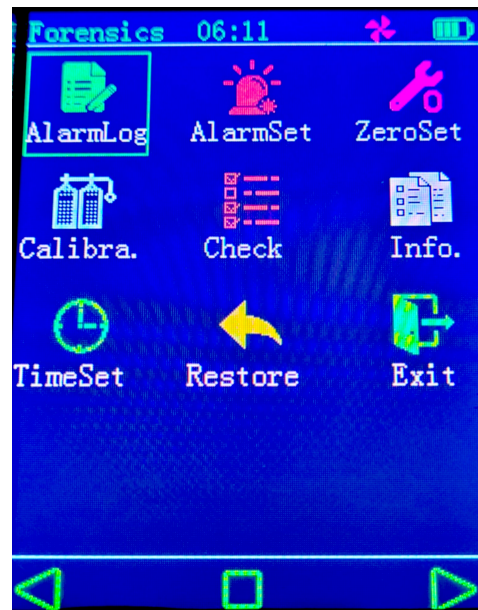 Forensics 06:11
AlarmLog AlarmSet ZeroSet
Calibra. Check Info.
TimeSet Restore Exit